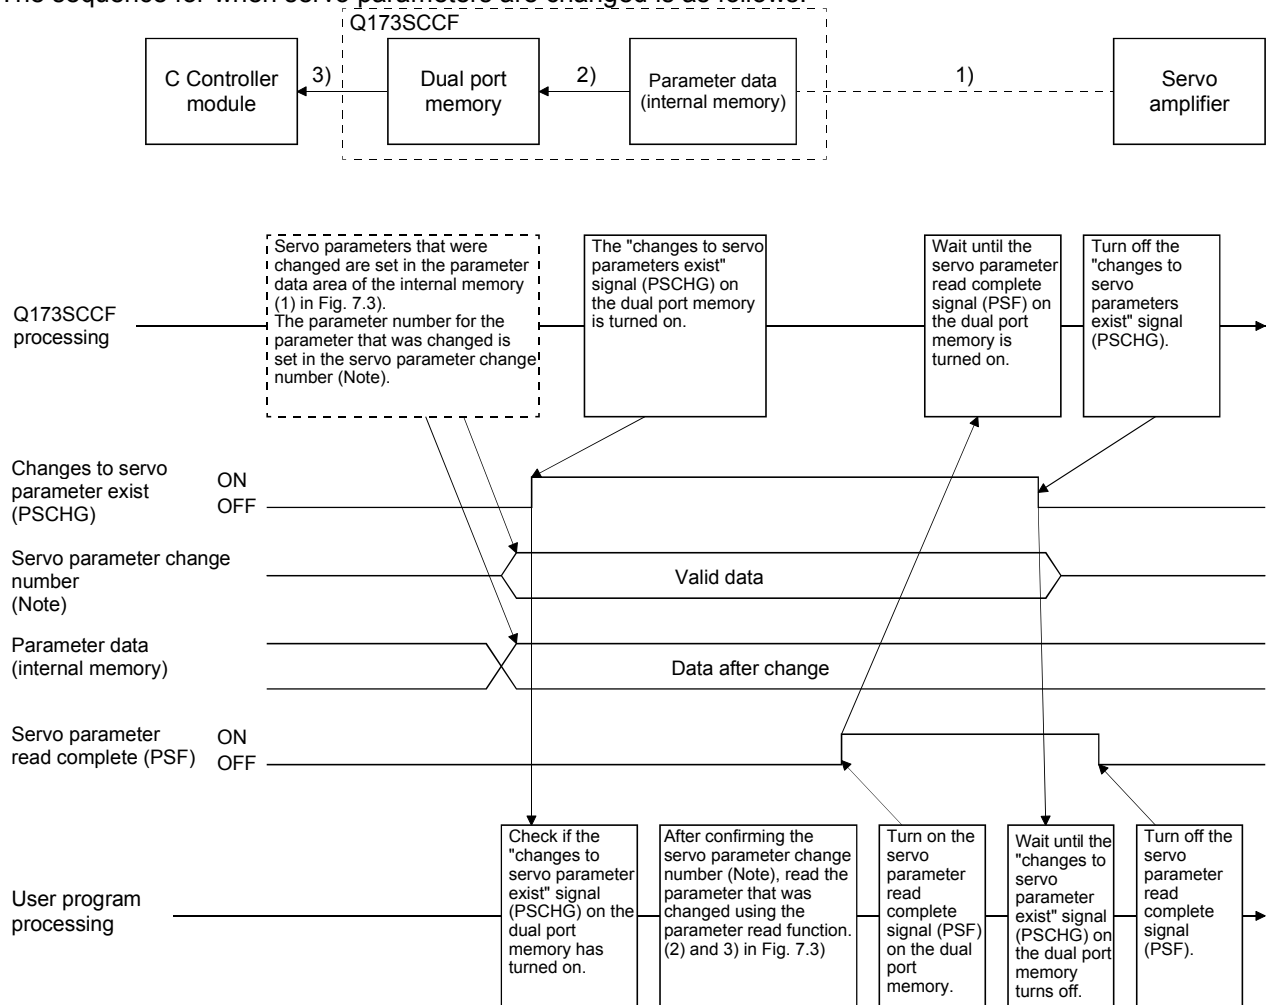 The sequence for when servo parameters are changed is as follows.
Q173SCCF
C Controller
module
3)
Dual port
memory
2)
Parameter data
(internal memory)
1)
Servo
amplifier
Q173SCCF
processing
Servo parameters that were
changed are set in the parameter
data area of the internal memory
(1) in Fig. 7.3).
The parameter number for the
parameter that was changed is
set in the servo parameter change
number (Note).
The "changes to servo
parameters exist"
signal (PSCHG) on
the dual port memory
is turned on.
Wait until the
servo parameter
read complete
signal (PSF) on
the dual port
memory is
turned on.
Turn off the
"changes to
servo
parameters
exist" signal
(PSCHG).
Changes to servo
parameter exist
(PSCHG)
ON
OFF
Servo parameter change
number
(Note)
Valid data
Parameter data
(internal memory)
Data after change
Servo parameter
read complete (PSF)
ON
OFF
User program
processing
Check if the
"changes to
servo parameter
exist" signal
(PSCHG) on the
dual port
memory has
turned on.
After confirming the
servo parameter change
number (Note), read the
parameter that was
changed using the
parameter read function.
(2) and 3) in Fig. 7.3)
Turn on the
servo
parameter
read
complete
signal (PSF)
on the dual
port
memory.
Wait until the
"changes to
servo
parameter
exist" signal
(PSCHG) on
the dual port
memory
turns off.
Turn off the
servo
parameter
read
complete
signal
(PSF).